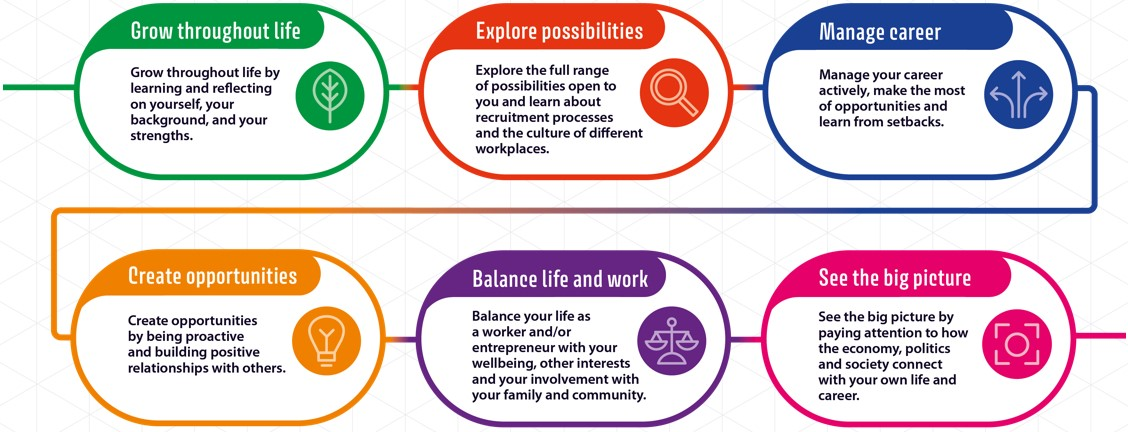 Grow throughout life
Grow throughout life by
learning and reflecting
on yourself, your
background, and your
strengths.
Explore possibilities
Explore the full range
of possibilities open to
you and learn about
recruitment processes
and the culture of different
workplaces.
Manage career
Manage your career
actively, make the most
of opportunities and
learn from setbacks.
Create opportunities
Create opportunities
by being proactive
and building positive
relationships with others.
Balance life and work
Balance your life as
a worker and/or
entrepreneur with your
wellbeing, other interests
and your involvement with
your family and community.
See the big picture
See the big picture by
paying attention to how
the economy, politics
and society connect
with your own life and
career.